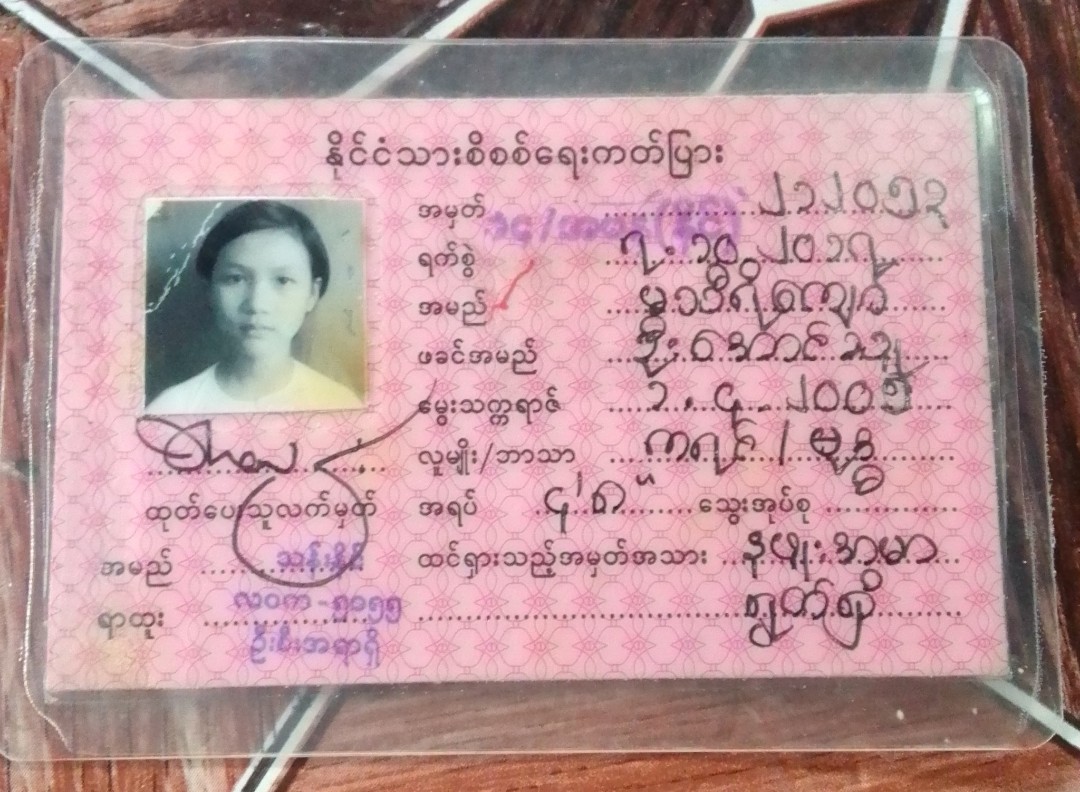 နိုင်ငံသားစိစစ်ရေးကတ်ပြား
အမှတ် ၁၄/အမန(နိုင်) ၂၁၂၀၅၃
ရက်စွဲ ၇.၁၀.၂၀၁၇
အမည် မသီရိကျော်
ဖခင်အမည် ဦးအောင်သူ
မွေးသက္ကရာဇ် ၁.၄.၂၀၀၅
လူမျိုး/ဘာသာ ကရင်/ဗုဒ္ဓ
ထုတ်ပေးသူလက်မှတ်
အရပ် ၄'၈"
သွေးအုပ်စု
ထင်ရှားသည့်အမှတ်အသား နဖူးအမာရွတ်ရှိ
အမည် သန်းနိုင်
ရာထူး လဝက-၅၁၅၅
ဦးစီးအရာရှိ